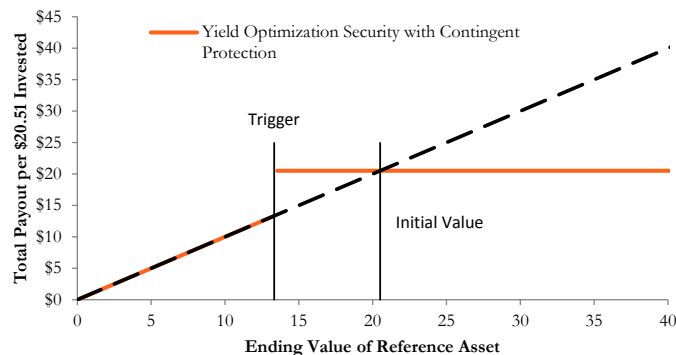 $45
$40
$35
$30
$25
$20
$15
$10
$5
$0
Total Payout per $20.51 Invested
Yield Optimization Security with Contingent
Protection
Trigger
Initial Value
0 5 10 15 20 25 30 35 40
Ending Value of Reference Asset